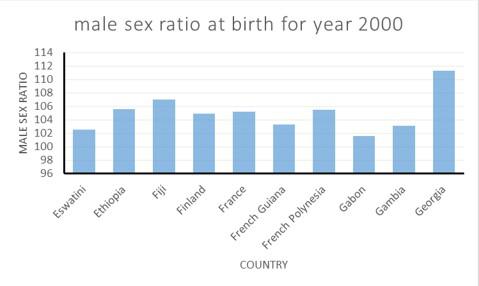 male sex ratio at birth for year 2000
MALE SEX RATIO
114
112
110
108
106
104
102
100
98
96
Eswatini
Ethiopia
Fiji
Finland
France
French Guiana
French Polynesia
Gabon
Gambia
Georgia
COUNTRY